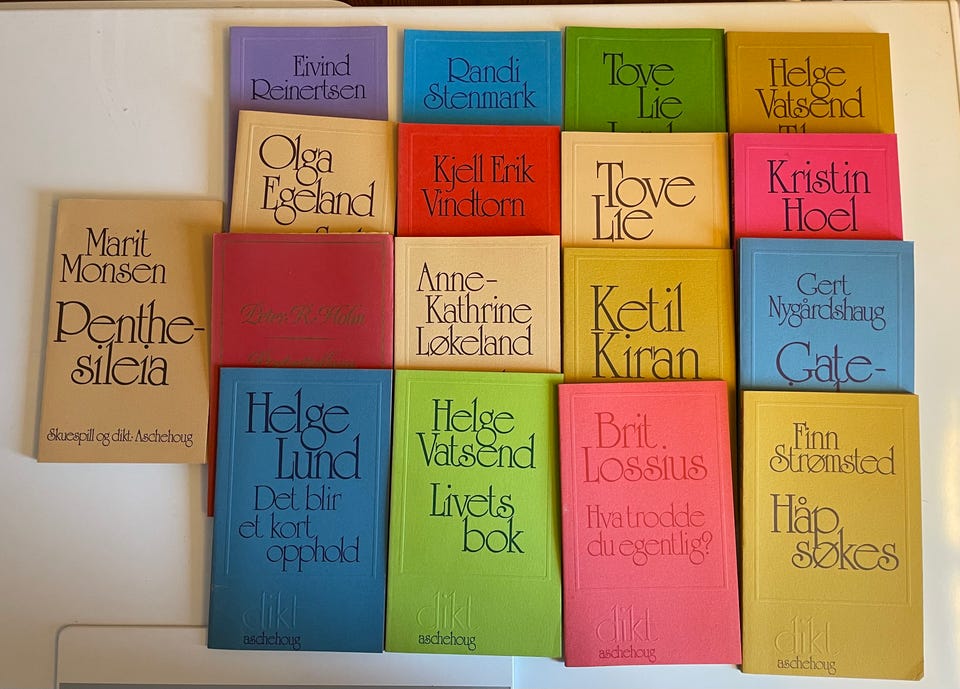 Eivind
Reinertsen
Randi
Stenmark
Tove
Lie
Helge
Vatsend
Olga
Egeland
Kjell Erik
Vindtorn
Tove
Lie
Kristin
Hoel
Marit
Monsen
Penthe-
sileia
Skuespill og dikt · Aschehoug
Peter R. Holm
Anne-
Kathrine
Løkeland
Ketil
Kiran
Gert
Nygårdshaug
Gate-
Helge
Lund
Det blir
et kort
opphold
dikt
aschehoug
Helge
Vatsend
Livets
bok
dikt
aschehoug
Brit
Lossius
Hva trodde
du egentlig?
dikt
aschehoug
Finn
Strømsted
Håp
søkes
dikt
aschehoug